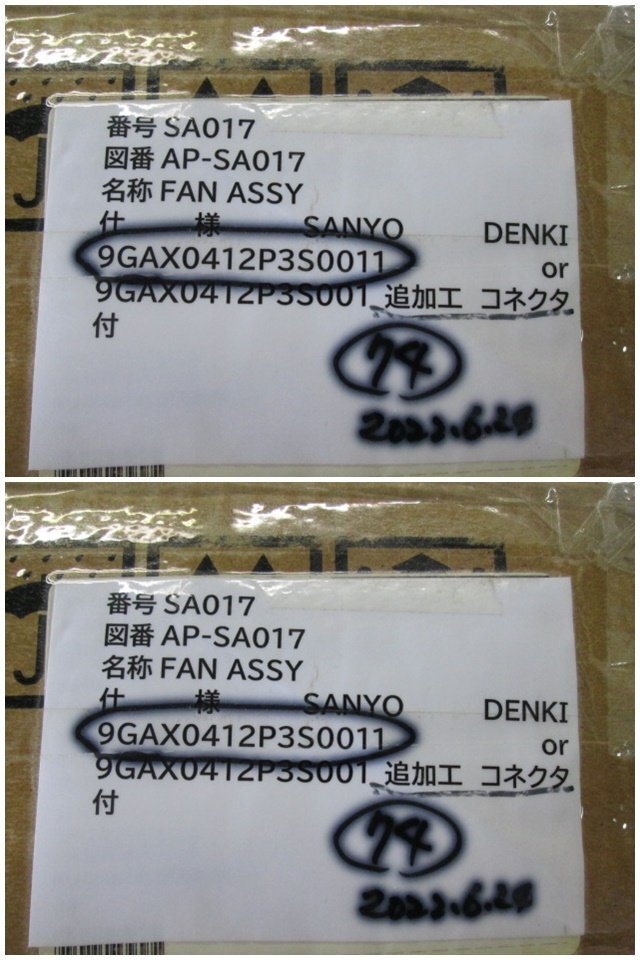 番号 SA017
図番 AP-SA017
名称 FAN ASSY
仕 様 SANYO DENKI
9GAX0412P3S0011 or
9GAX0412P3S001 追加工 コネクタ
付
74
番号 SA017
図番 AP-SA017
名称 FAN ASSY
仕 様 SANYO DENKI
9GAX0412P3S0011 or
9GAX0412P3S001 追加工 コネクタ
付
74